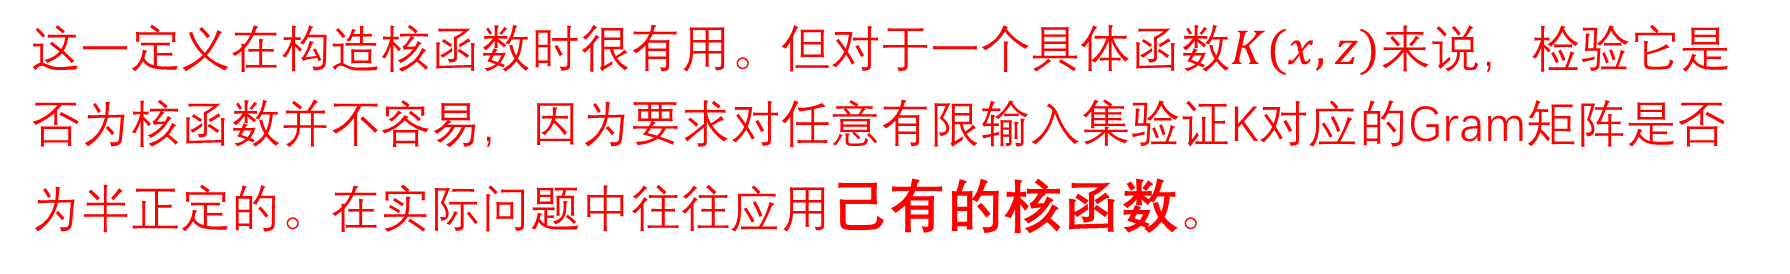 这一定义在构造核函数时很有用。但对于一个具体函数K(x, z)来说，检验它是
否为核函数并不容易，因为要求对任意有限输入集验证K对应的Gram矩阵是否
为半正定的。在实际问题中往往应用己有的核函数。